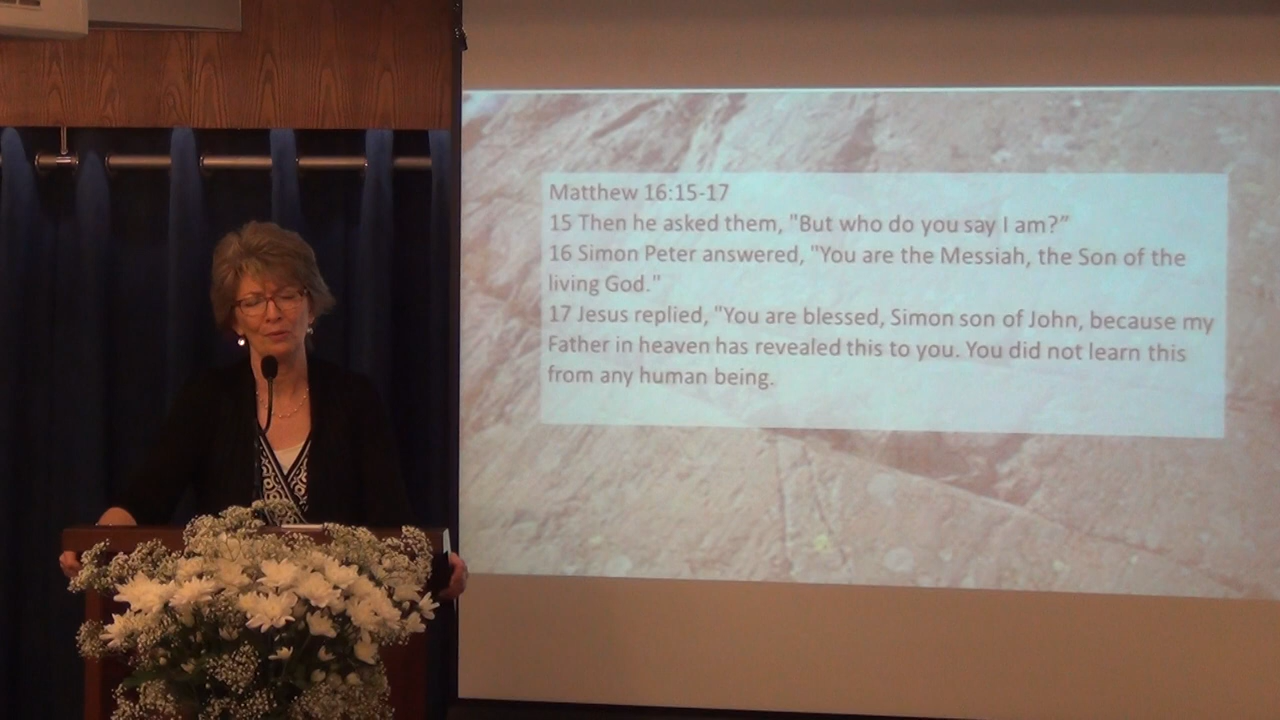 Matthew 16:15-17
15 Then he asked them, "But who do you say I am?”
16 Simon Peter answered, "You are the Messiah, the Son of the
living God."
17 Jesus replied, "You are blessed, Simon son of John, because my
Father in heaven has revealed this to you. You did not learn this
from any human being.